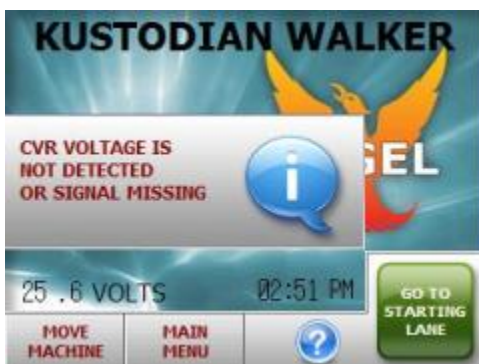 KUSTODIAN WALKER
CVR VOLTAGE IS
NOT DETECTED
OR SIGNAL MISSING
GEL
25 .6 VOLTS
02:51 PM
GO TO
STARTING
LANE
MOVE
MACHINE
MAIN
MENU
?